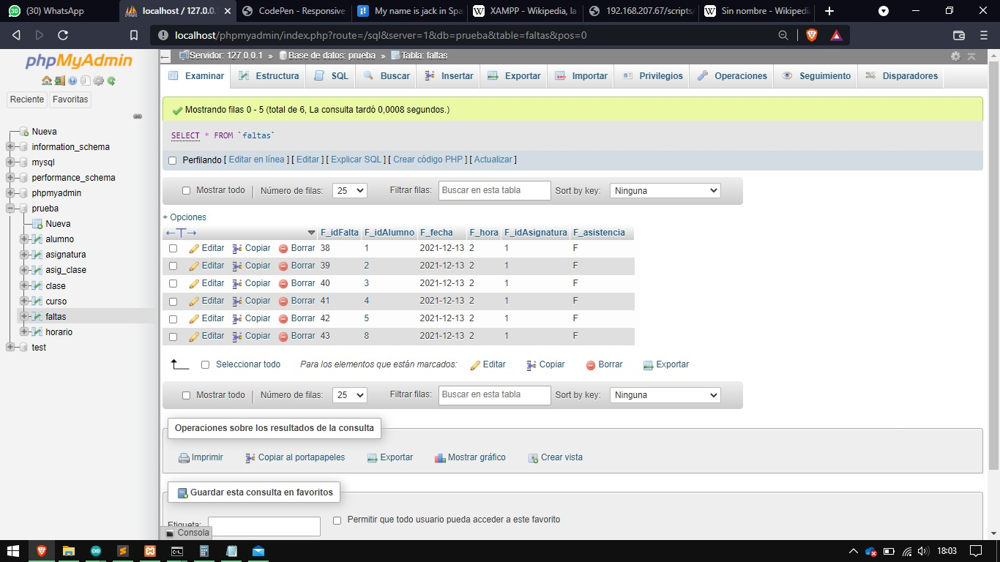 (30) WhatsApp
localhost / 127.0.0.1
CodePen - Responsive
My name is jack in Spa
XAMPP - Wikipedia, la
192.168.207.67/scripts/
Sin nombre - Wikipedia
localhost/phpmyadmin/index.php?route=/sql&server=1&db=prueba&table=faltas&pos=0
phpMyAdmin
Reciente Favoritas
Nueva
information_schema
mysql
performance_schema
phpmyadmin
prueba
Nueva
alumno
asignatura
asig_clase
clase
curso
faltas
horario
test
Servidor: 127.0.0.1 » Base de datos: prueba » Tabla: faltas
Examinar Estructura SQL Buscar Insertar Exportar Importar Privilegios Operaciones Seguimiento Disparadores
Mostrando filas 0 - 5 (total de 6, La consulta tardó 0,0008 segundos.)
SELECT * FROM `faltas`
Perfilando [ Editar en línea ] [ Editar ] [ Explicar SQL ] [ Crear código PHP ] [ Actualizar ]
Mostrar todo | Número de filas: 25 Filtrar filas: Buscar en esta tabla Sort by key: Ninguna
+ Opciones
←T→ F_idFalta F_idAlumno F_fecha F_hora F_idAsignatura F_asistencia
Editar Copiar Borrar 38 1 2021-12-13 2 1 F
Editar Copiar Borrar 39 2 2021-12-13 2 1 F
Editar Copiar Borrar 40 3 2021-12-13 2 1 F
Editar Copiar Borrar 41 4 2021-12-13 2 1 F
Editar Copiar Borrar 42 5 2021-12-13 2 1 F
Editar Copiar Borrar 43 8 2021-12-13 2 1 F
Seleccionar todo Para los elementos que están marcados: Editar Copiar Borrar Exportar
Mostrar todo | Número de filas: 25 Filtrar filas: Buscar en esta tabla Sort by key: Ninguna
Operaciones sobre los resultados de la consulta
Imprimir Copiar al portapapeles Exportar Mostrar gráfico Crear vista
Guardar esta consulta en favoritos
Etiqueta: Permitir que todo usuario pueda acceder a este favorito
Consola
18:03